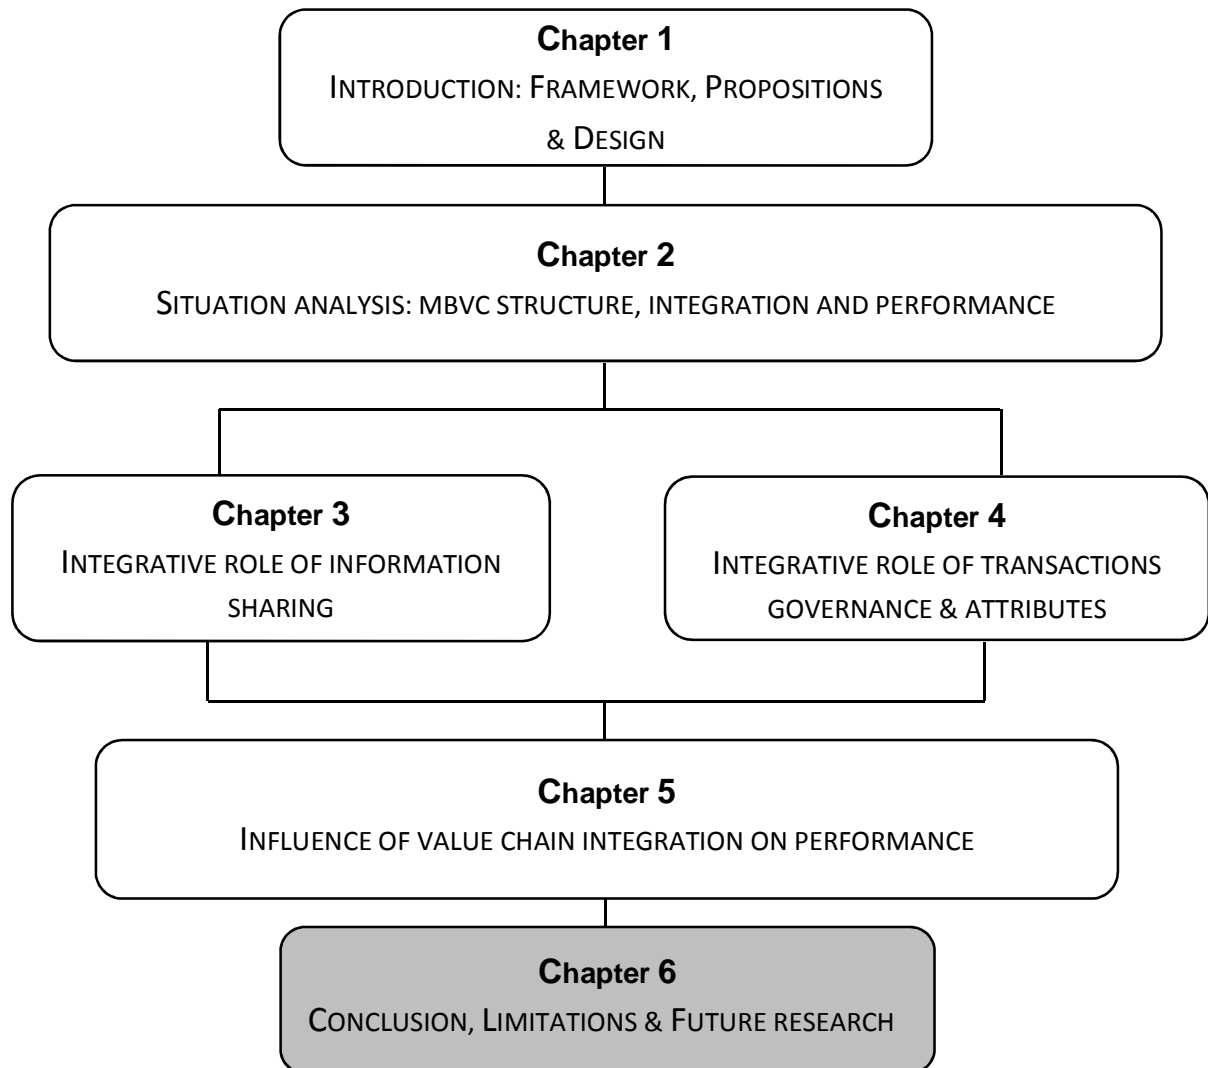 Chapter 1
INTRODUCTION: FRAMEWORK, PROPOSITIONS
& DESIGN
Chapter 2
SITUATION ANALYSIS: MBVC STRUCTURE, INTEGRATION AND PERFORMANCE
Chapter 3
INTEGRATIVE ROLE OF INFORMATION
SHARING
Chapter 4
INTEGRATIVE ROLE OF TRANSACTIONS
GOVERNANCE & ATTRIBUTES
Chapter 5
INFLUENCE OF VALUE CHAIN INTEGRATION ON PERFORMANCE
Chapter 6
CONCLUSION, LIMITATIONS & FUTURE RESEARCH